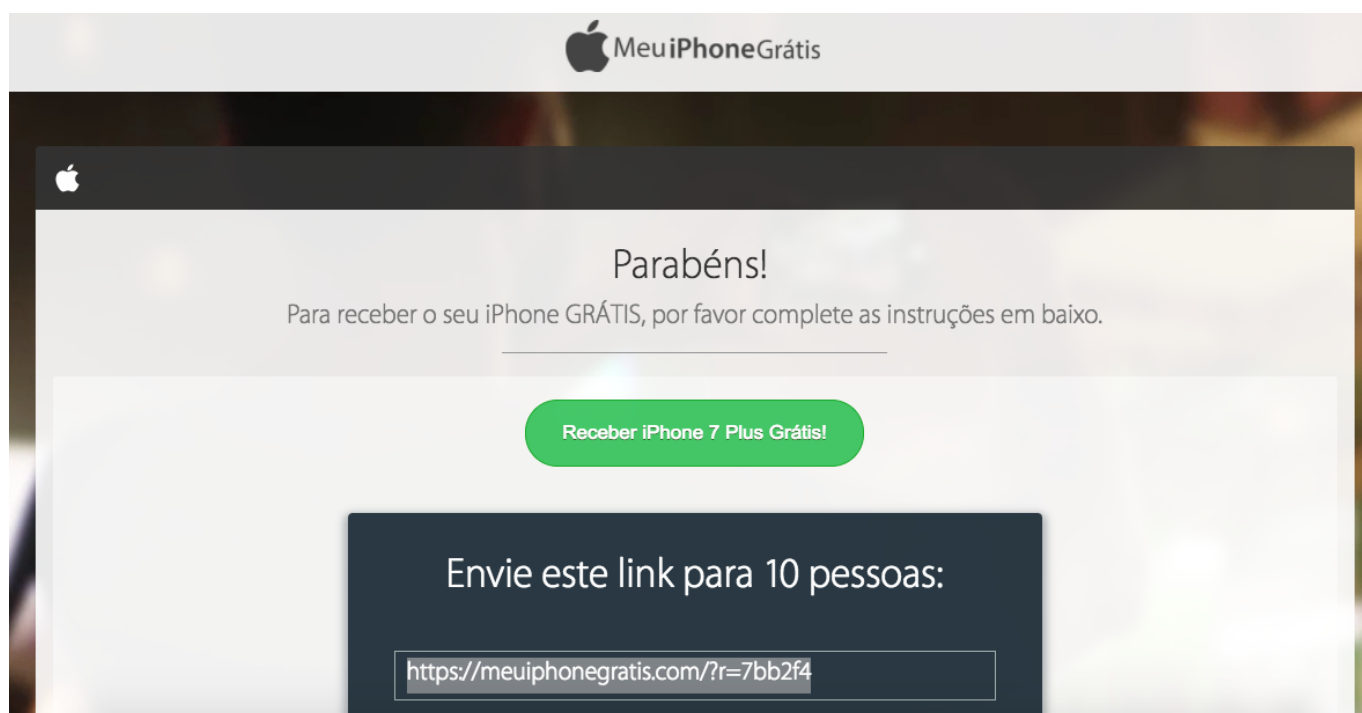 MeuiPhoneGrátis
Parabéns!
Para receber o seu iPhone GRÁTIS, por favor complete as instruções em baixo.
Receber iPhone 7 Plus Grátis!
Envie este link para 10 pessoas:
https://meuiphonegratis.com/?r=7bb2f4